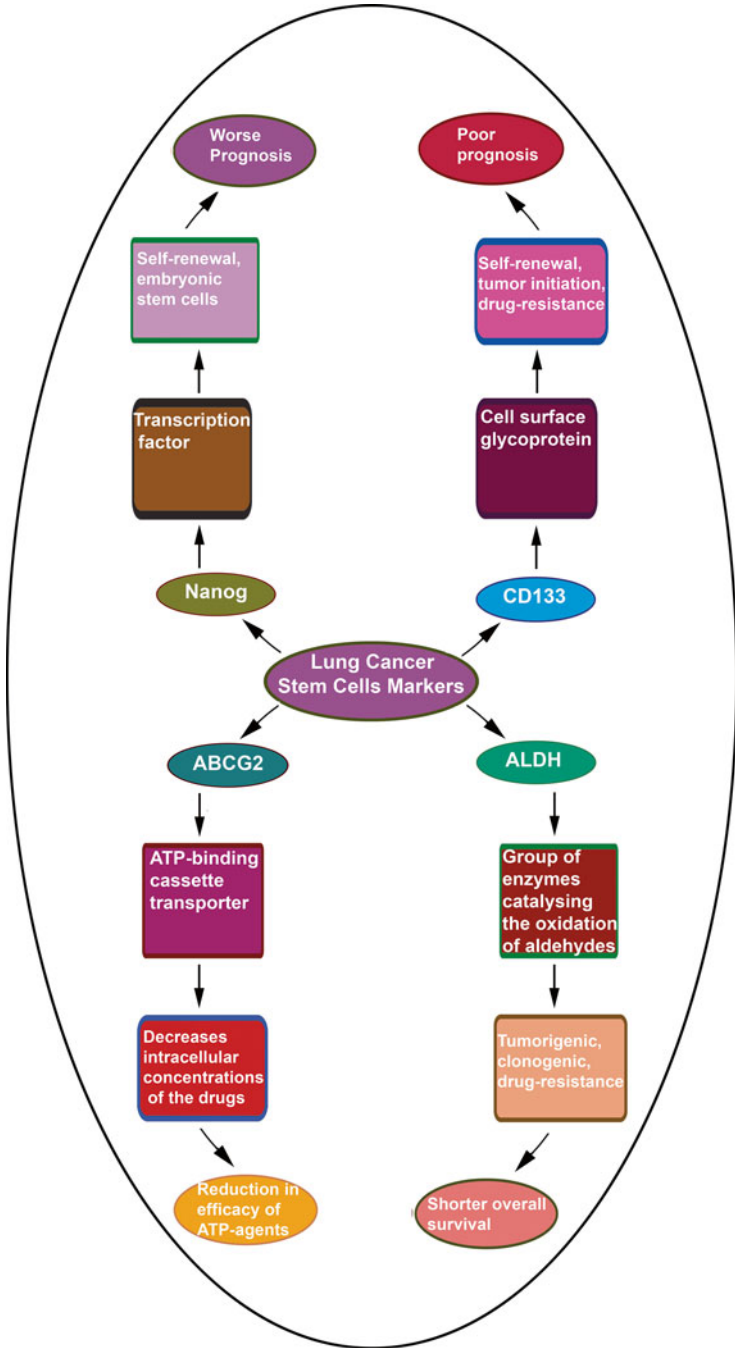 Worse
Prognosis
Poor
prognosis
Self-renewal,
embryonic
stem cells
Self-renewal,
tumor initiation,
drug-resistance
Transcription
factor
Cell surface
glycoprotein
Nanog
CD133
Lung Cancer
Stem Cells Markers
ABCG2
ALDH
ATP-binding
cassette
transporter
Group of
enzymes
catalysing
the oxidation
of aldehydes
Decreases
intracellular
concentrations
of the drugs
Tumorigenic,
clonogenic,
drug-resistance
Reduction in
efficacy of
ATP-agents
Shorter overall
survival